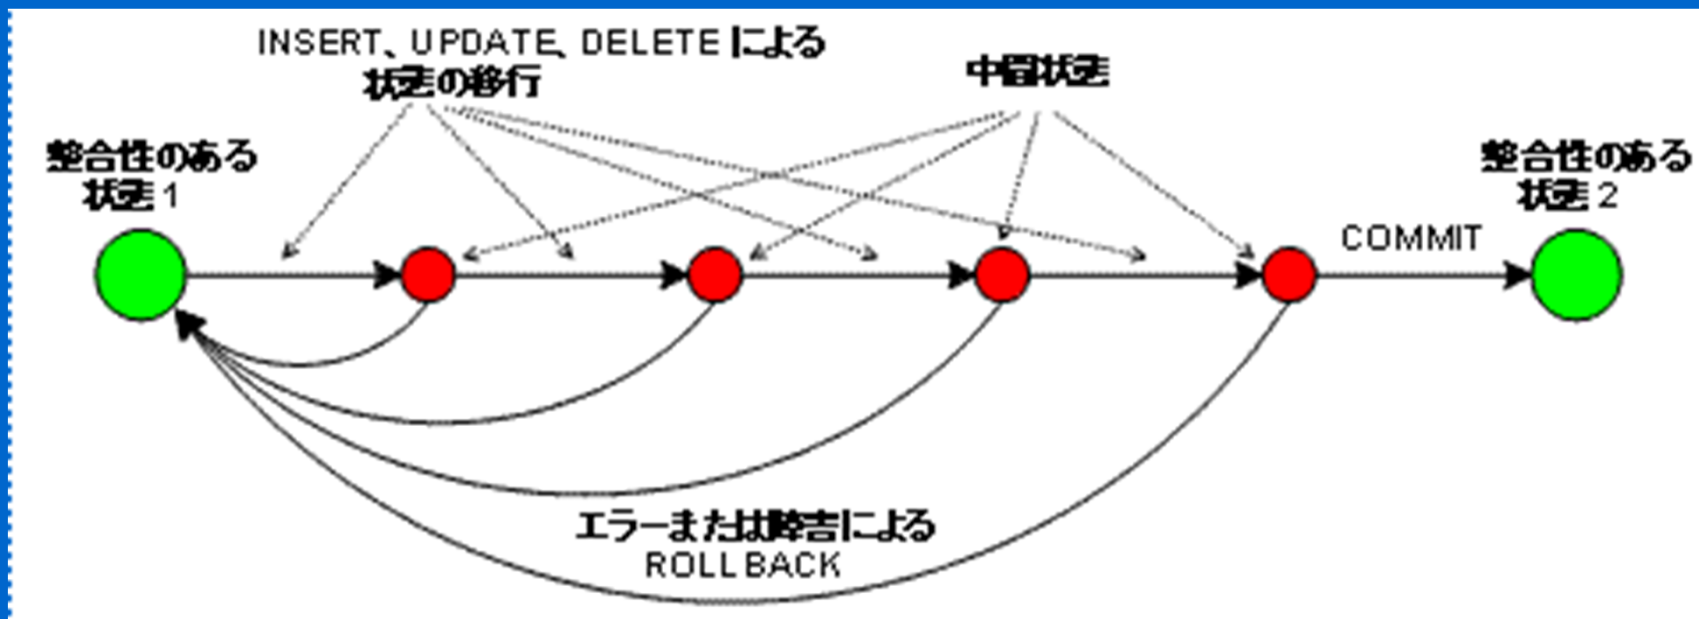 INSERT、UPDATE、DELETE による
状態の移行
中間状態
整合性のある
状態 1
整合性のある
状態 2
COMMIT
エラーまたは障害による
ROLLBACK